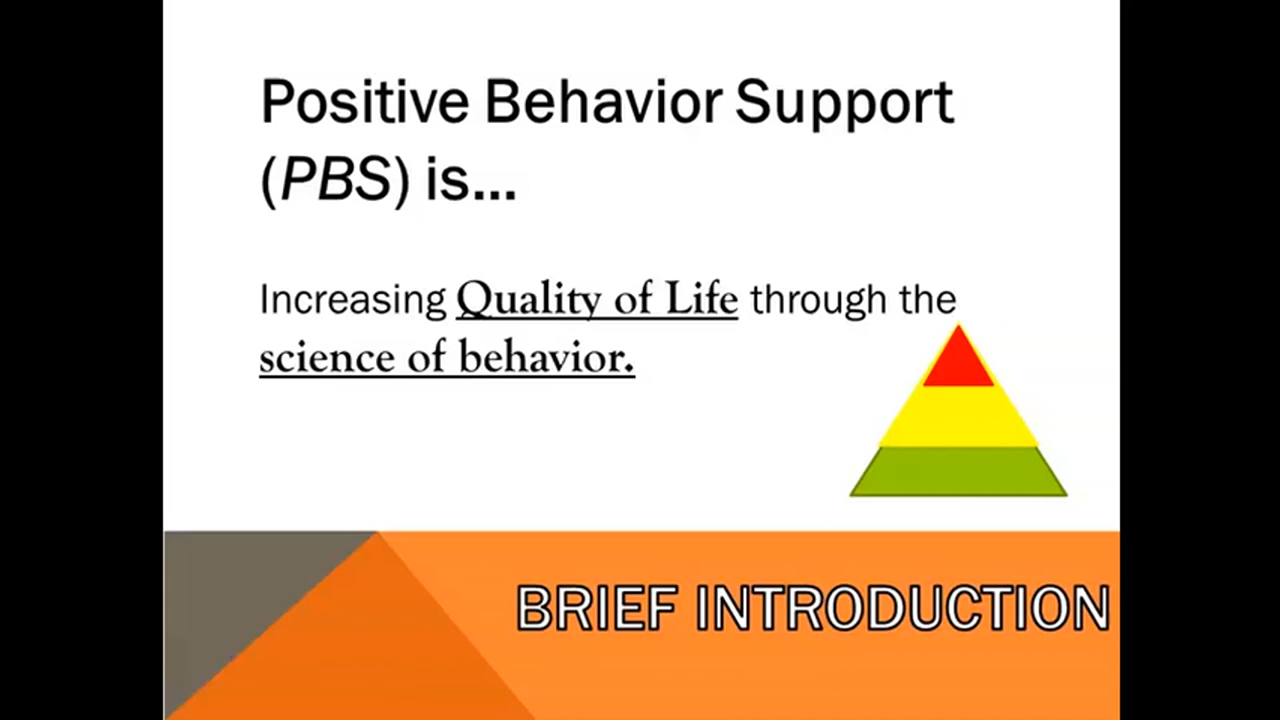 Positive Behavior Support
(PBS) is...
Increasing Quality of Life through the
science of behavior.
BRIEF INTRODUCTION